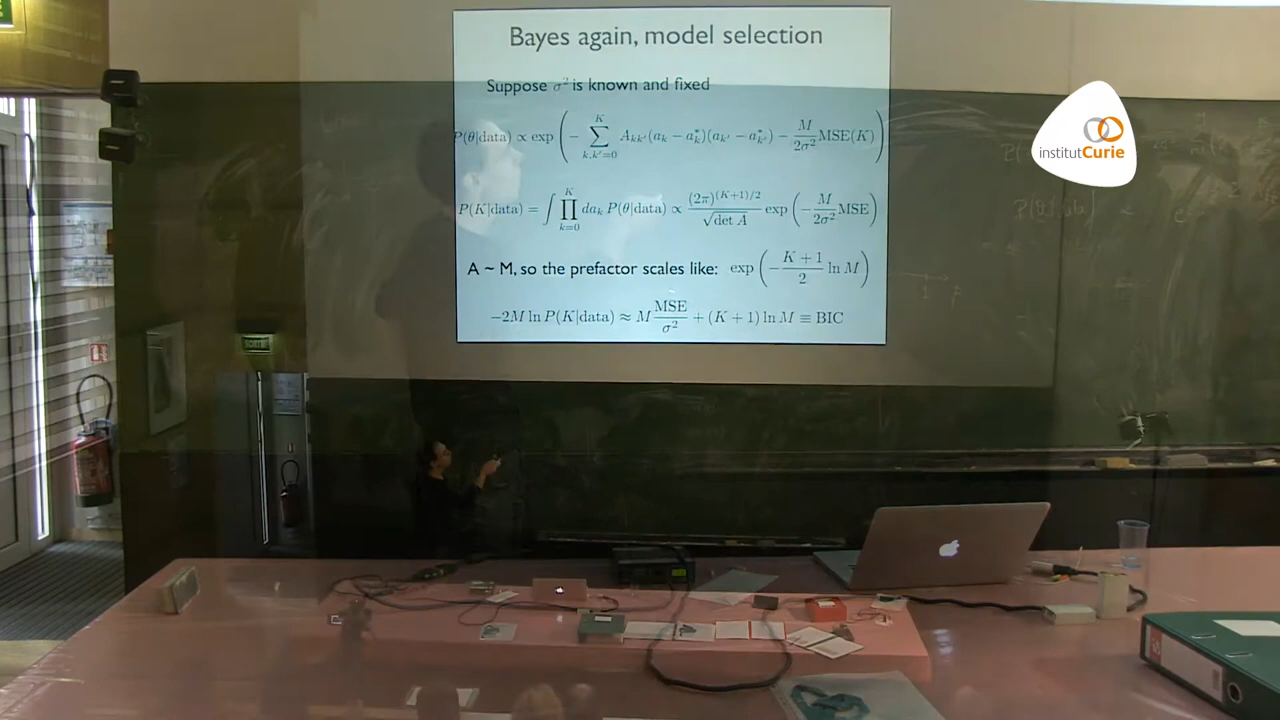 Bayes again, model selection
Suppose σ² is known and fixed
P(θ|data) ∝ exp ( − ∑_{k,k'=0}^{K} A_{kk'}(a_k − a*_k)(a_{k'} − a*_{k'}) − M/2σ² MSE(K) )
P(K|data) = ∫ ∏_{k=0}^{K} da_k P(θ|data) ∝ (2π)^{(K+1)/2}/√det A exp ( −M/2σ² MSE )
A ~ M, so the prefactor scales like: exp ( −K + 1/2 ln M )
−2M ln P(K|data) ≈ M MSE/σ² + (K + 1) ln M ≡ BIC
institutCurie
SORTIE